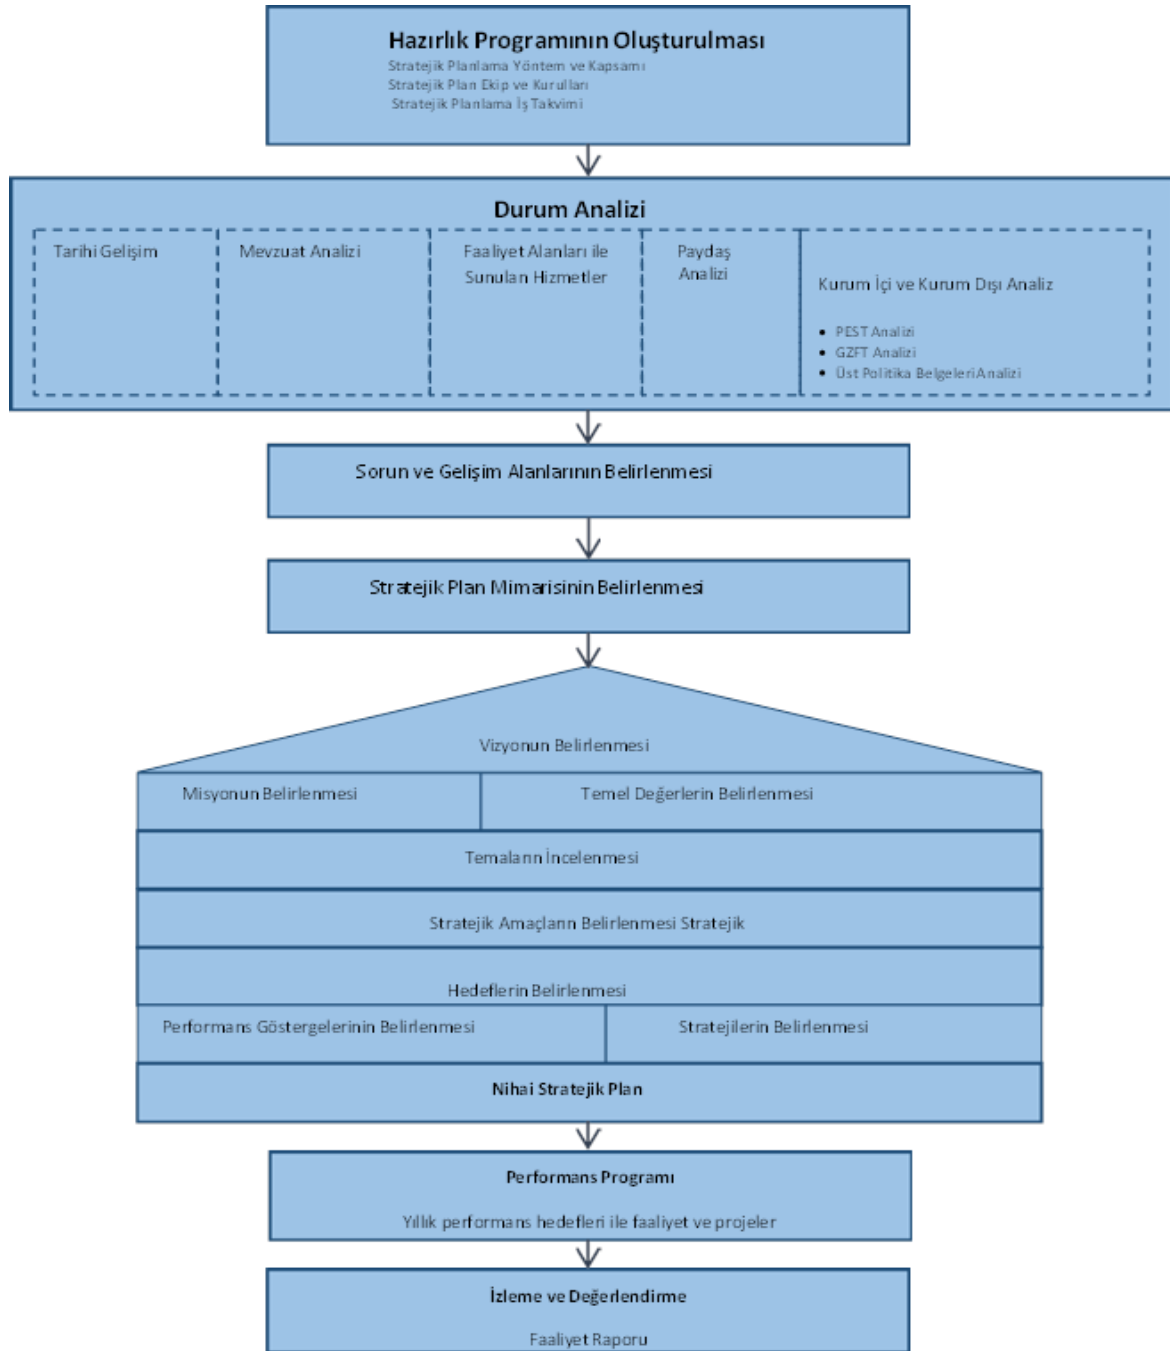 Hazırlık Programının Oluşturulması
Stratejik Planlama Yöntem ve Kapsamı
Stratejik Plan Ekip ve Kurulları
Stratejik Planlama İş Takvimi
Durum Analizi
Tarihi Gelişim
Mevzuat Analizi
Faaliyet Alanları ile
Sunulan Hizmetler
Paydaş
Analizi
Kurum İçi ve Kurum Dışı Analiz
• PEST Analizi
• GZFT Analizi
• Üst Politika Belgeleri Analizi
Sorun ve Gelişim Alanlarının Belirlenmesi
Stratejik Plan Mimarisinin Belirlenmesi
Vizyonun Belirlenmesi
Misyonun Belirlenmesi
Temel Değerlerin Belirlenmesi
Temaların İncelenmesi
Stratejik Amaçların Belirlenmesi Stratejik
Hedeflerin Belirlenmesi
Performans Göstergelerinin Belirlenmesi
Stratejilerin Belirlenmesi
Nihai Stratejik Plan
Performans Programı
Yıllık performans hedefleri ile faaliyet ve projeler
İzleme ve Değerlendirme
Faaliyet Raporu